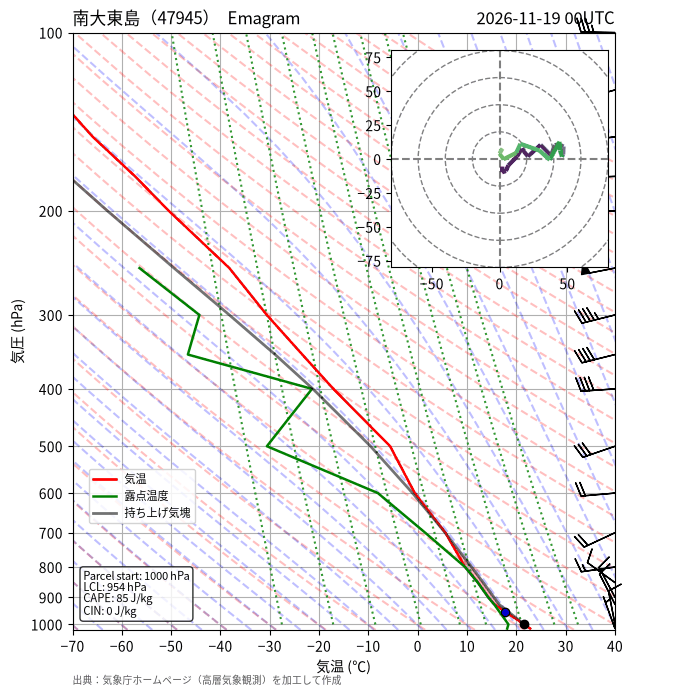 南大東島（47945） Emagram
2026-11-19 00UTC
100
200
300
400
500
600
700
800
900
1000
気圧 (hPa)
75
50
25
0
−25
−50
−75
−50
0
50
気温
露点温度
持ち上げ気塊
Parcel start: 1000 hPa
LCL: 954 hPa
CAPE: 85 J/kg
CIN: 0 J/kg
−70
−60
−50
−40
−30
−20
−10
0
10
20
30
40
気温 (℃)
出典：気象庁ホームページ（高層気象観測）を加工して作成